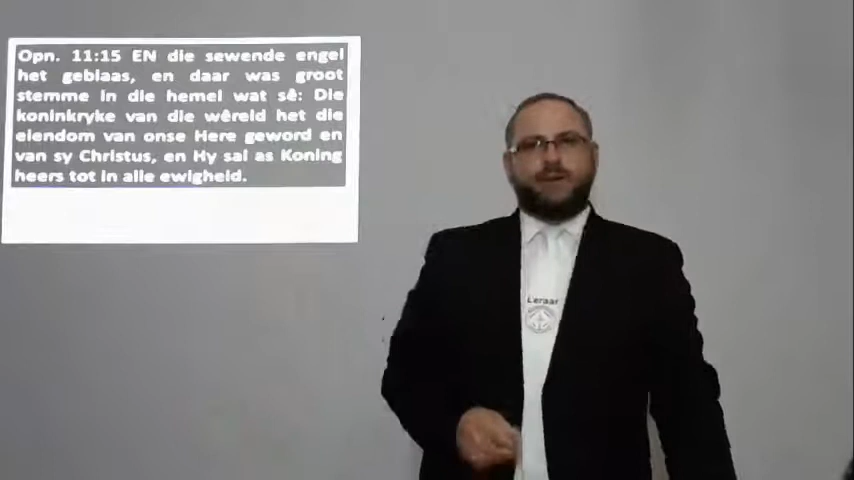 Opn. 11:15 EN die sewende engel
het geblaas, en daar was groot
stemme in die hemel wat sê: Die
koninkryke van die wêreld het die
eiendom van onse Here geword en
van sy Christus, en Hy sal as Koning
heers tot in alle ewigheid.
Leraar